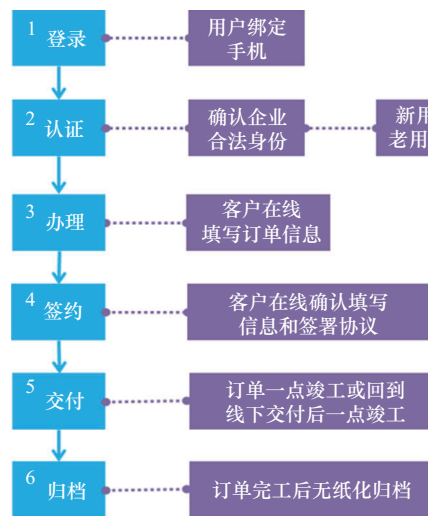 1 登录
用户绑定
手机
2 认证
确认企业
合法身份
新用
老用
3 办理
客户在线
填写订单信息
4 签约
客户在线确认填写
信息和签署协议
5 交付
订单一点竣工或回到
线下交付后一点竣工
6 归档
订单完工后无纸化归档